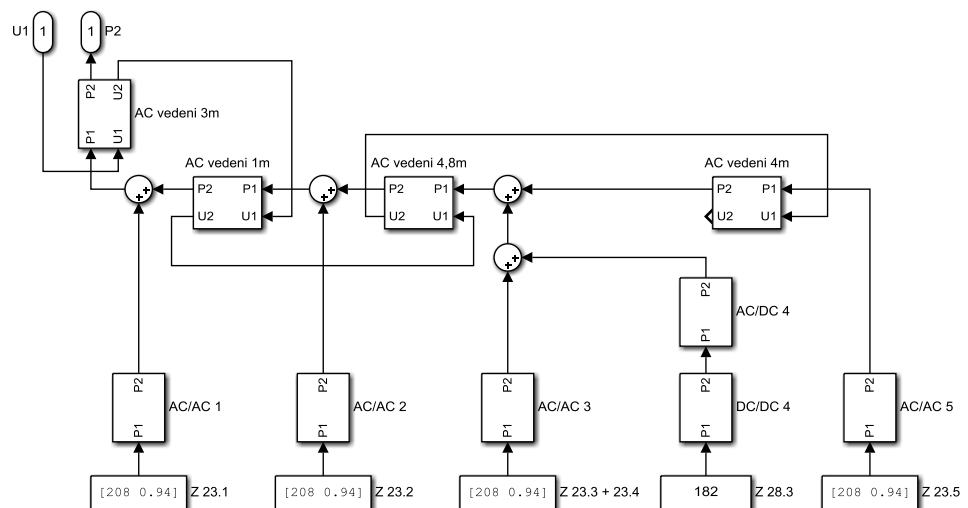 U1 1 1 P2
P2 U2
AC vedeni 3m
P1 U1
AC vedeni 1m AC vedeni 4,8m AC vedeni 4m
P2 P1 P2 P1 P2 P1
+ + + + + +
U2 U1 U2 U1 U2 U1
+ +
P2
AC/DC 4
P1
P2 P2 P2 P2 P2
AC/AC 1 AC/AC 2 AC/AC 3 DC/DC 4 AC/AC 5
P1 P1 P1 P1 P1
[208 0.94] Z 23.1 [208 0.94] Z 23.2 [208 0.94] Z 23.3 + 23.4 182 Z 28.3 [208 0.94] Z 23.5